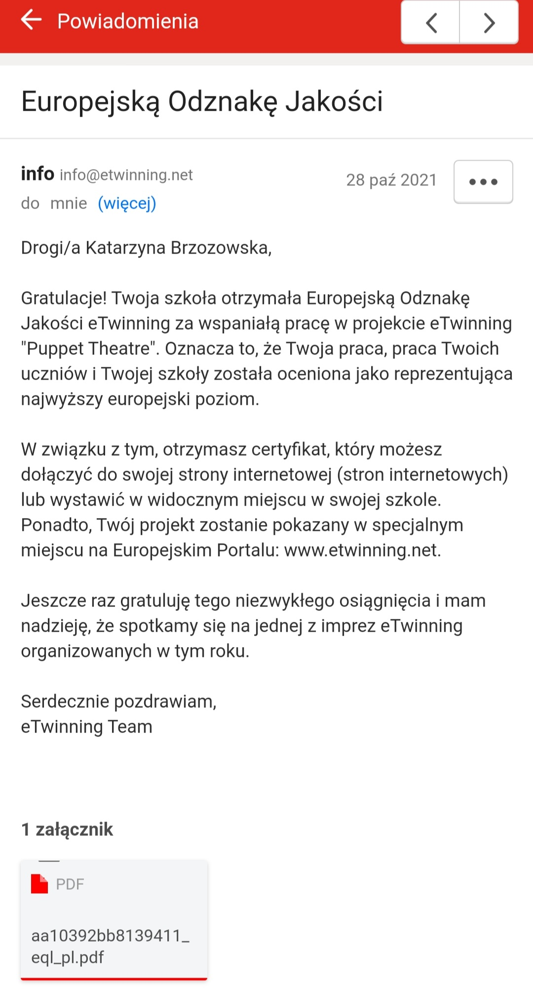 Powiadomienia
Europejską Odznakę Jakości
info info@etwinning.net
28 paź 2021
do mnie (więcej)
Drogi/a Katarzyna Brzozowska,
Gratulacje! Twoja szkoła otrzymała Europejską Odznakę
Jakości eTwinning za wspaniałą pracę w projekcie eTwinning
"Puppet Theatre". Oznacza to, że Twoja praca, praca Twoich
uczniów i Twojej szkoły została oceniona jako reprezentująca
najwyższy europejski poziom.
W związku z tym, otrzymasz certyfikat, który możesz
dołączyć do swojej strony internetowej (stron internetowych)
lub wystawić w widocznym miejscu w swojej szkole.
Ponadto, Twój projekt zostanie pokazany w specjalnym
miejscu na Europejskim Portalu: www.etwinning.net.
Jeszcze raz gratuluję tego niezwykłego osiągnięcia i mam
nadzieję, że spotkamy się na jednej z imprez eTwinning
organizowanych w tym roku.
Serdecznie pozdrawiam,
eTwinning Team
1 załącznik
PDF
aa10392bb8139411_
eql_pl.pdf